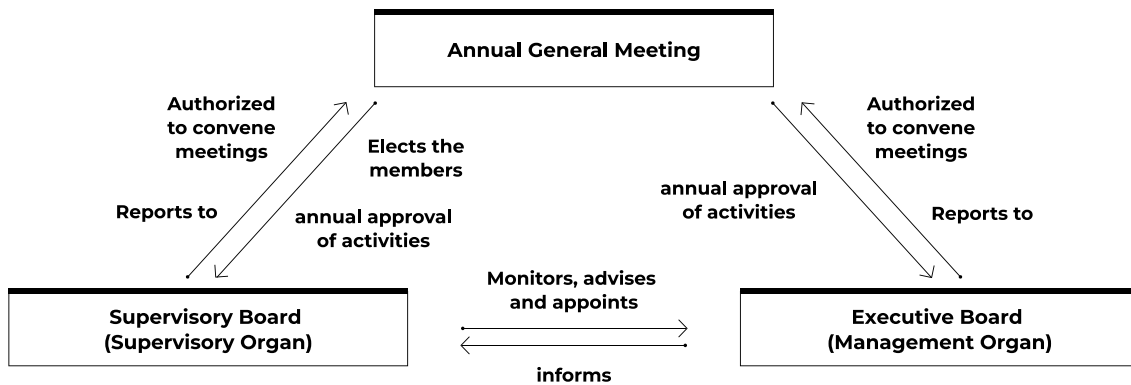 Annual General Meeting
Authorized
to convene
meetings
Reports to
Elects the
members
annual approval
of activities
annual approval
of activities
Authorized
to convene
meetings
Reports to
Monitors, advises
and appoints
informs
Supervisory Board
(Supervisory Organ)
Executive Board
(Management Organ)